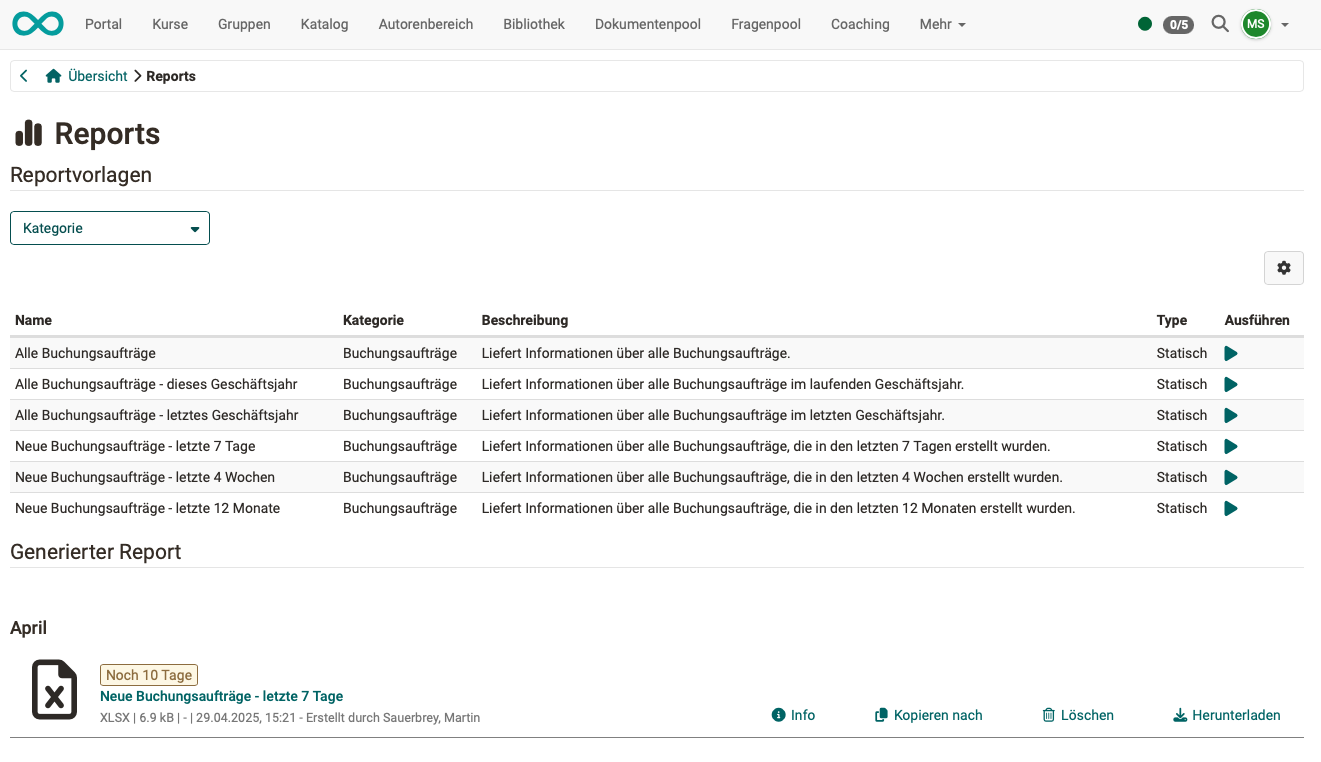 Portal Kurse Gruppen Katalog Autorenbereich Bibliothek Dokumentenpool Fragenpool Coaching Mehr 0/5 MS
Übersicht Reports
Reports
Reportvorlagen
Kategorie
Name Kategorie Beschreibung Type Ausführen
Alle Buchungsaufträge Buchungsaufträge Liefert Informationen über alle Buchungsaufträge. Statisch
Alle Buchungsaufträge - dieses Geschäftsjahr Buchungsaufträge Liefert Informationen über alle Buchungsaufträge im laufenden Geschäftsjahr. Statisch
Alle Buchungsaufträge - letztes Geschäftsjahr Buchungsaufträge Liefert Informationen über alle Buchungsaufträge im letzten Geschäftsjahr. Statisch
Neue Buchungsaufträge - letzte 7 Tage Buchungsaufträge Liefert Informationen über alle Buchungsaufträge, die in den letzten 7 Tagen erstellt wurden. Statisch
Neue Buchungsaufträge - letzte 4 Wochen Buchungsaufträge Liefert Informationen über alle Buchungsaufträge, die in den letzten 4 Wochen erstellt wurden. Statisch
Neue Buchungsaufträge - letzte 12 Monate Buchungsaufträge Liefert Informationen über alle Buchungsaufträge, die in den letzten 12 Monaten erstellt wurden. Statisch
Generierter Report
April
Noch 10 Tage
Neue Buchungsaufträge - letzte 7 Tage
XLSX | 6.9 kB | - | 29.04.2025, 15:21 - Erstellt durch Sauerbrey, Martin
Info Kopieren nach Löschen Herunterladen